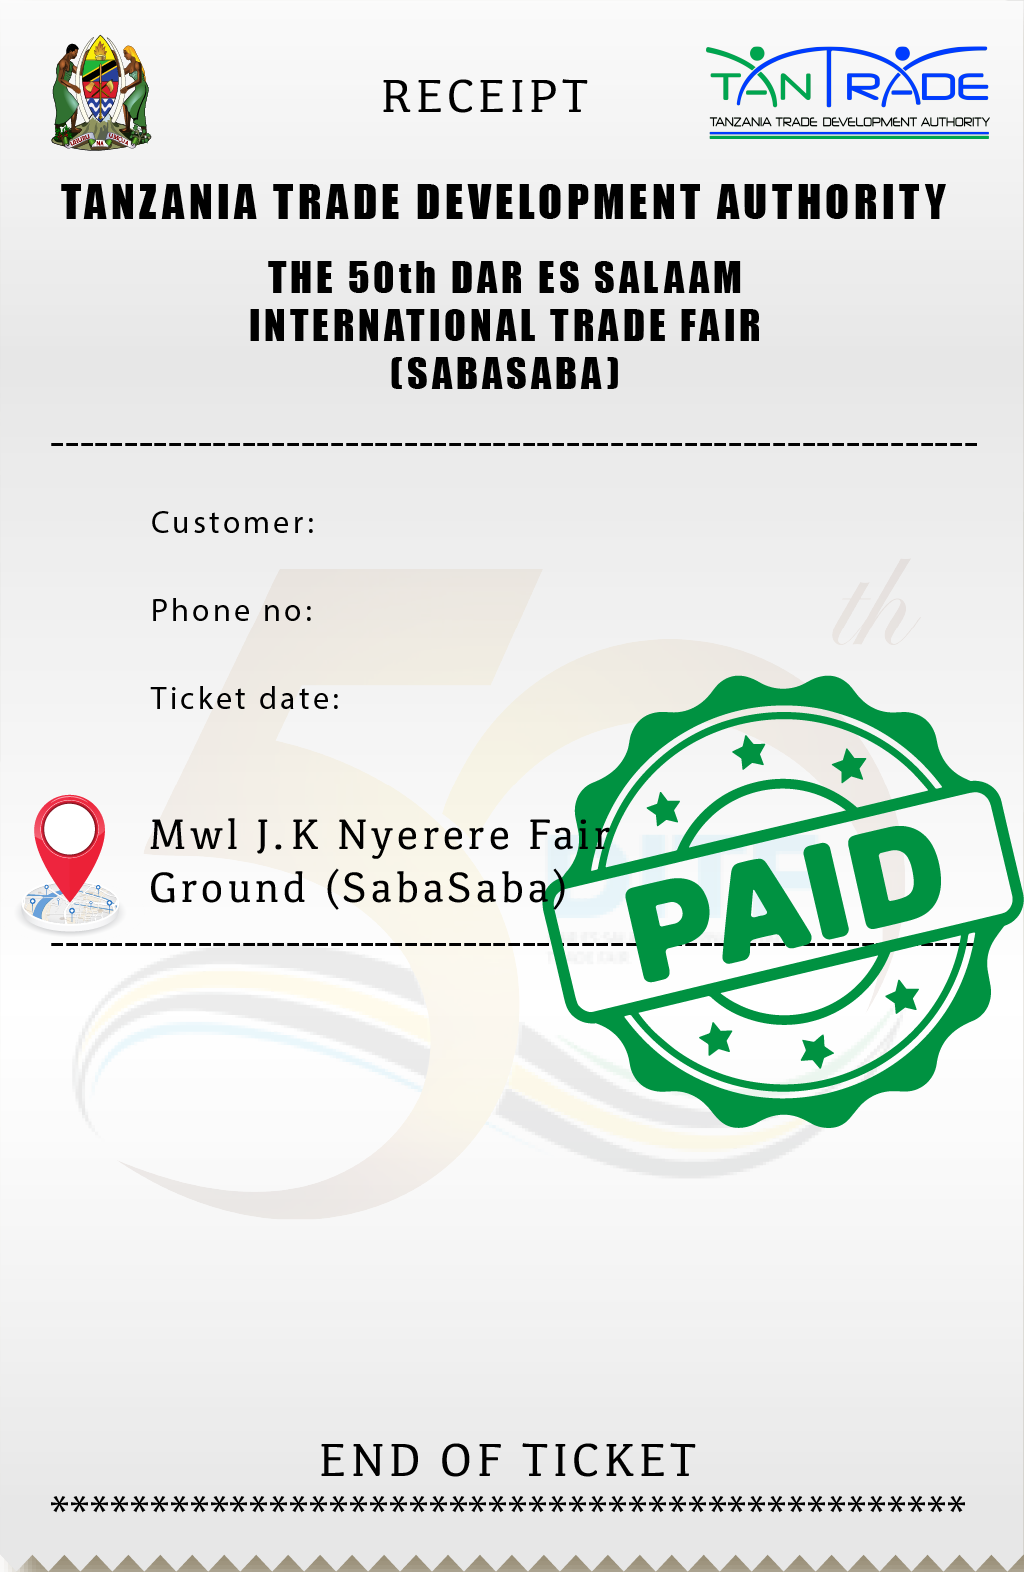 RECEIPT
TANTRADE
TANZANIA TRADE DEVELOPMENT AUTHORITY
TANZANIA TRADE DEVELOPMENT AUTHORITY
THE 50th DAR ES SALAAM
INTERNATIONAL TRADE FAIR
(SABASABA)
Customer:
50th
Phone no:
Ticket date:
Mwl J.K Nyerere Fair
Ground (SabaSaba)
PAID
END OF TICKET
**********************************************